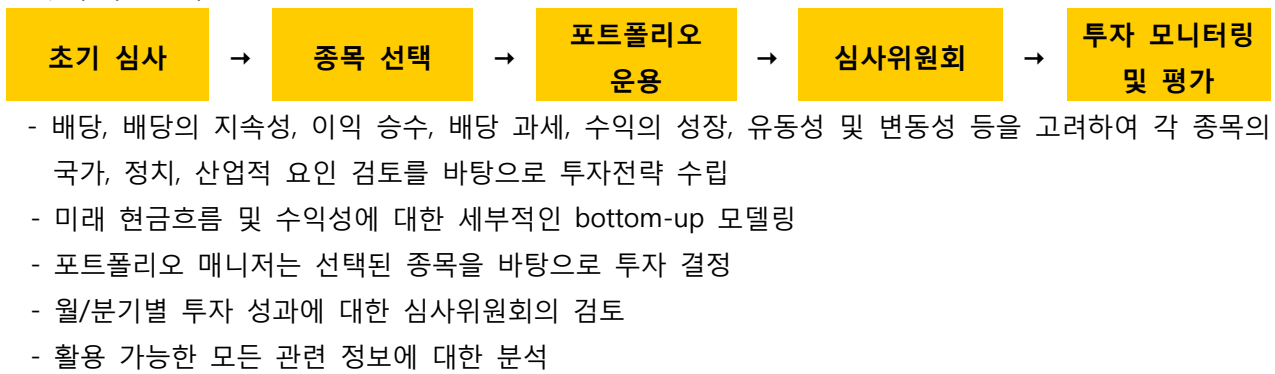 초기 심사 → 종목 선택 → 포트폴리오 운용 → 심사위원회 → 투자 모니터링 및 평가
- 배당, 배당의 지속성, 이익 승수, 배당 과세, 수익의 성장, 유동성 및 변동성 등을 고려하여 각 종목의
국가, 정치, 산업적 요인 검토를 바탕으로 투자전략 수립
- 미래 현금흐름 및 수익성에 대한 세부적인 bottom-up 모델링
- 포트폴리오 매니저는 선택된 종목을 바탕으로 투자 결정
- 월/분기별 투자 성과에 대한 심사위원회의 검토
- 활용 가능한 모든 관련 정보에 대한 분석